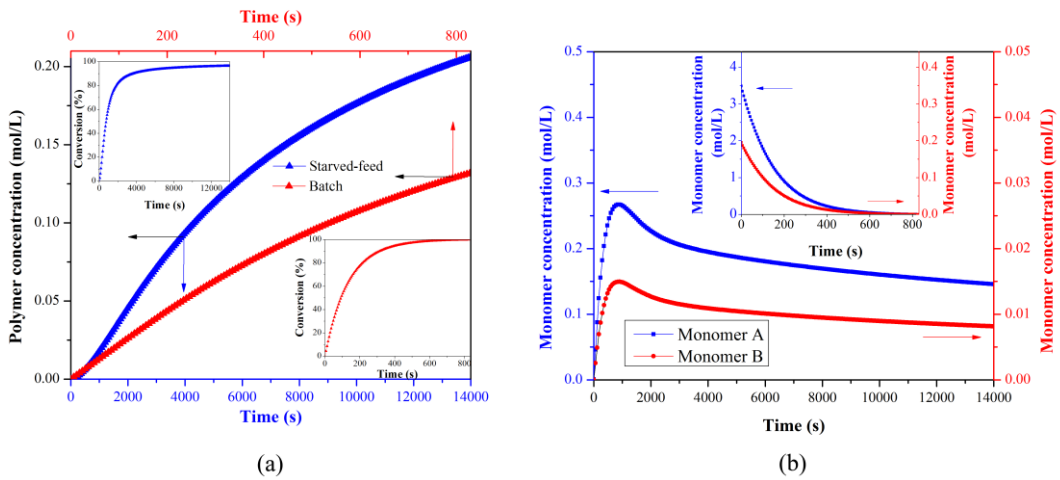 Time (s)
0 200 400 600 800
0.20
0.15
0.10
0.05
0.00
Polymer concentration (mol/L)
100
80
60
40
20
0
Conversion (%)
0 4000 8000 12000
Time (s)
Starved-feed
Batch
100
80
60
40
20
0
Conversion (%)
0 200 400 600 800
Time (s)
0 2000 4000 6000 8000 10000 12000 14000
Time (s)
(a)
0.5
0.4
0.3
0.2
0.1
0.0
Monomer concentration (mol/L)
4
3
2
1
0
Monomer concentration
(mol/L)
0.4
0.3
0.2
0.1
0.0
Monomer concentration
(mol/L)
0 200 400 600 800
Time (s)
Monomer A
Monomer B
0.05
0.04
0.03
0.02
0.01
0.00
Monomer concentration (mol/L)
0 2000 4000 6000 8000 10000 12000 14000
Time (s)
(b)